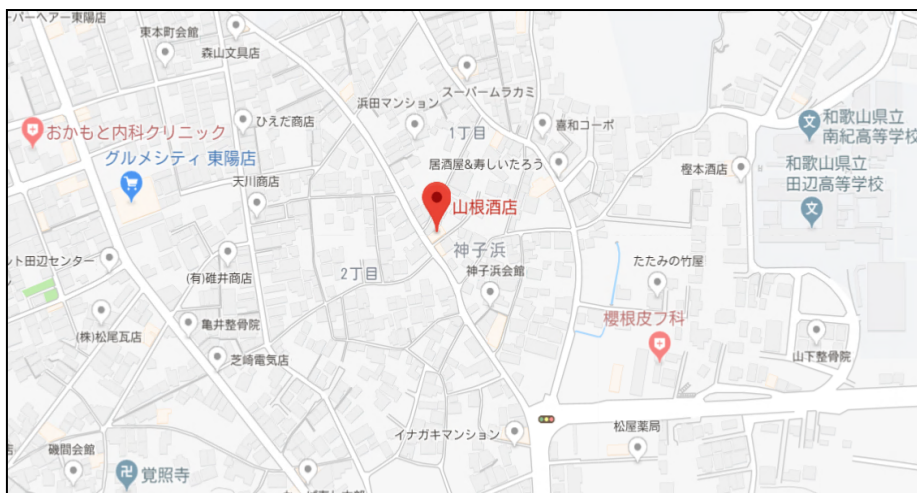 ーパーヘアー東陽店
東本町会館
森山文具店
スーパームラカミ
浜田マンション
ひえだ商店
おかもと内科クリニック
1丁目
喜和コーポ
和歌山県立
南紀高等学校
グルメシティ 東陽店
居酒屋&寿しいたろう
樫本酒店
和歌山県立
田辺高等学校
天川商店
山根酒店
神子浜
ント田辺センター
(有)碓井商店
2丁目
神子浜会館
たたみの竹屋
(株)松尾瓦店
亀井整骨院
櫻根皮フ科
芝崎電気店
山下整骨院
イナガキマンション
松屋薬局
磯間会館
覚照寺